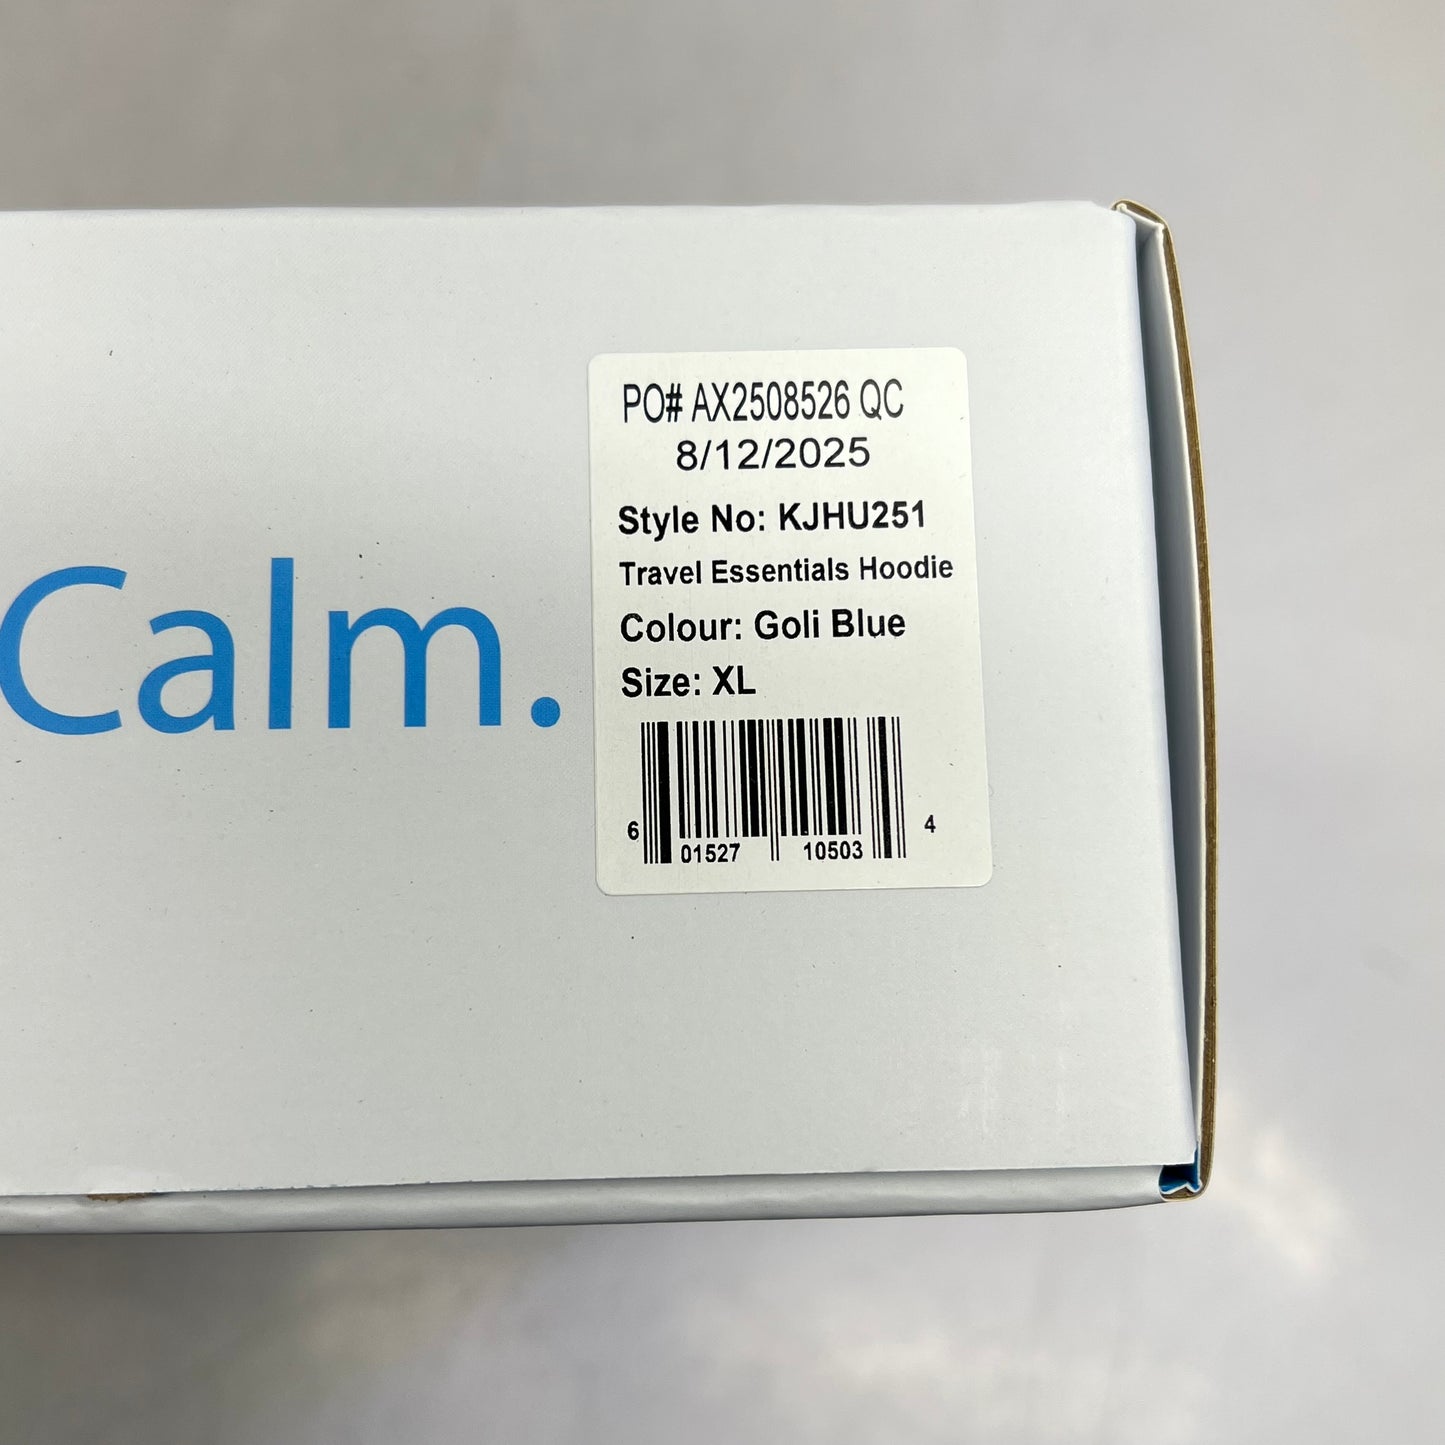 Calm.
PO# AX2508526 QC
8/12/2025
Style No: KJHU251
Travel Essentials Hoodie
Colour: Goli Blue
Size: XL
6 01527 10503 4